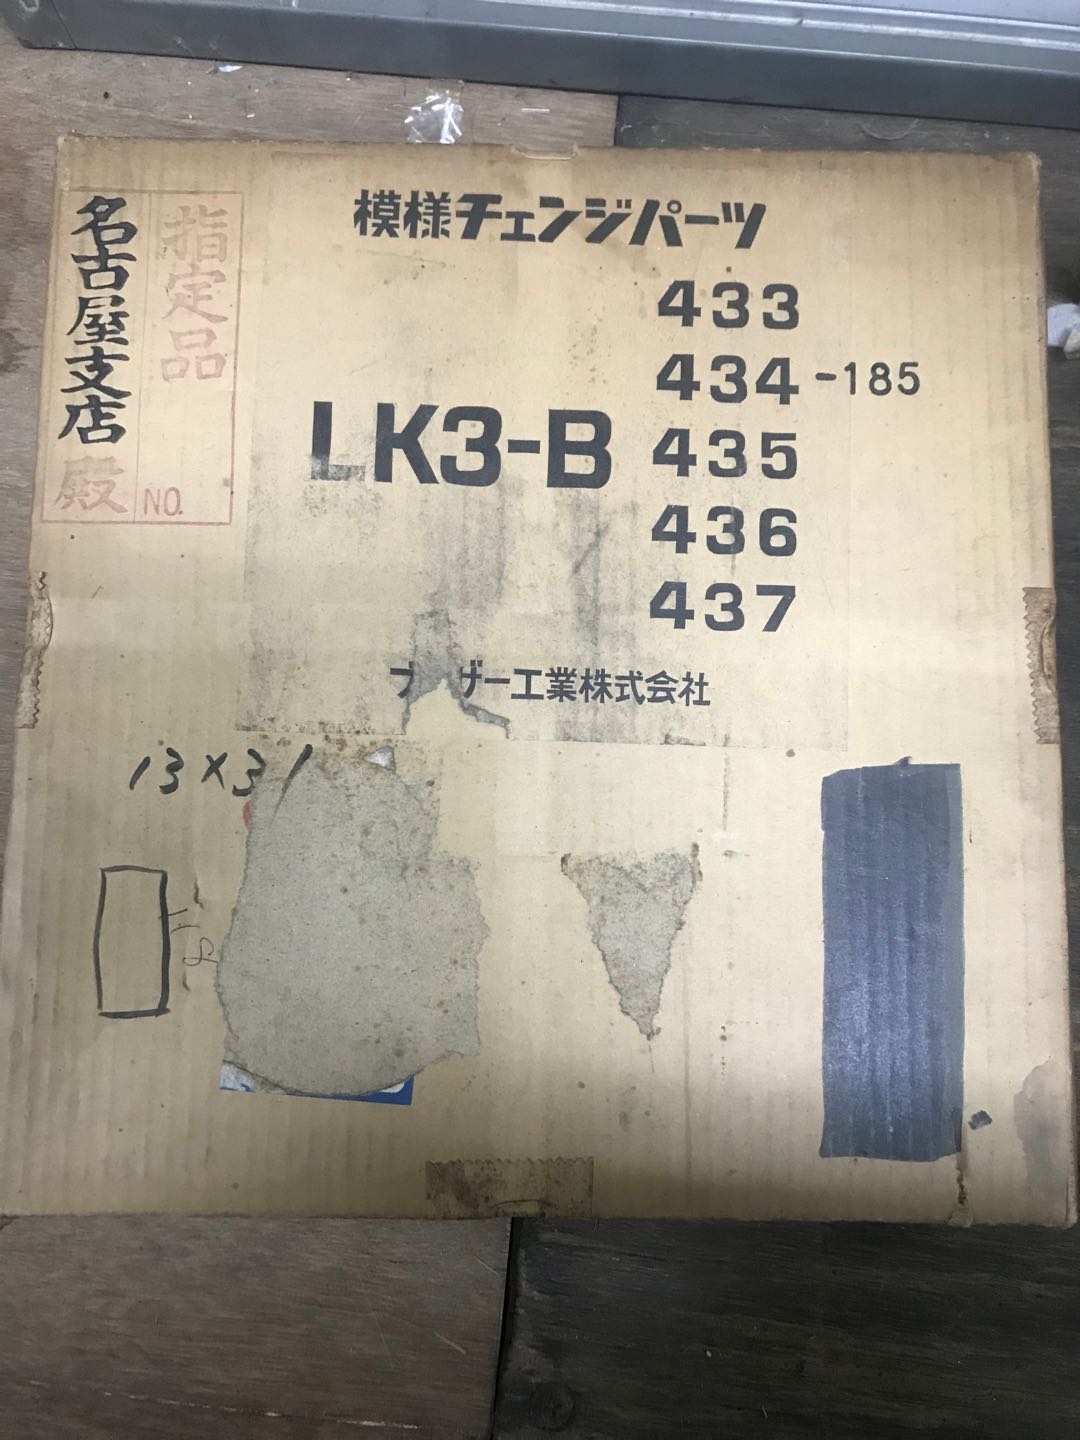 模様チェンジパーツ
指定品
名古屋支店殿
NO.
LK3-B
433
434-185
435
436
437
ブ ザー工業株式会社
13×31